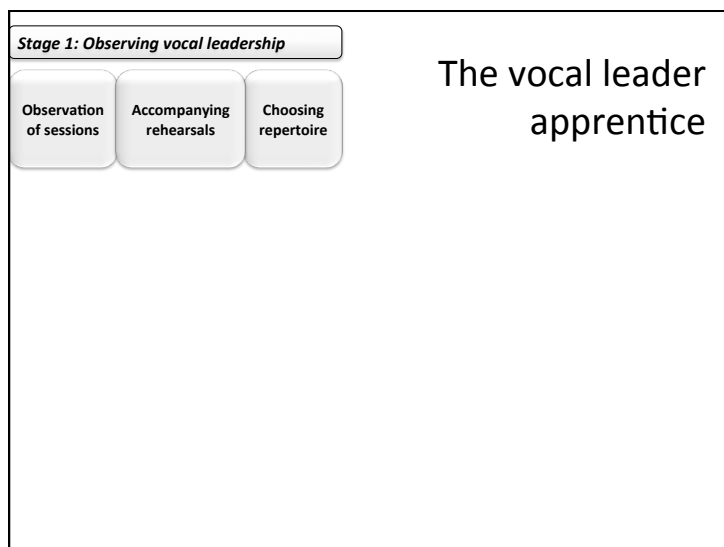 Stage 1: Observing vocal leadership
The vocal leader
apprentice
Observation
of sessions
Accompanying
rehearsals
Choosing
repertoire